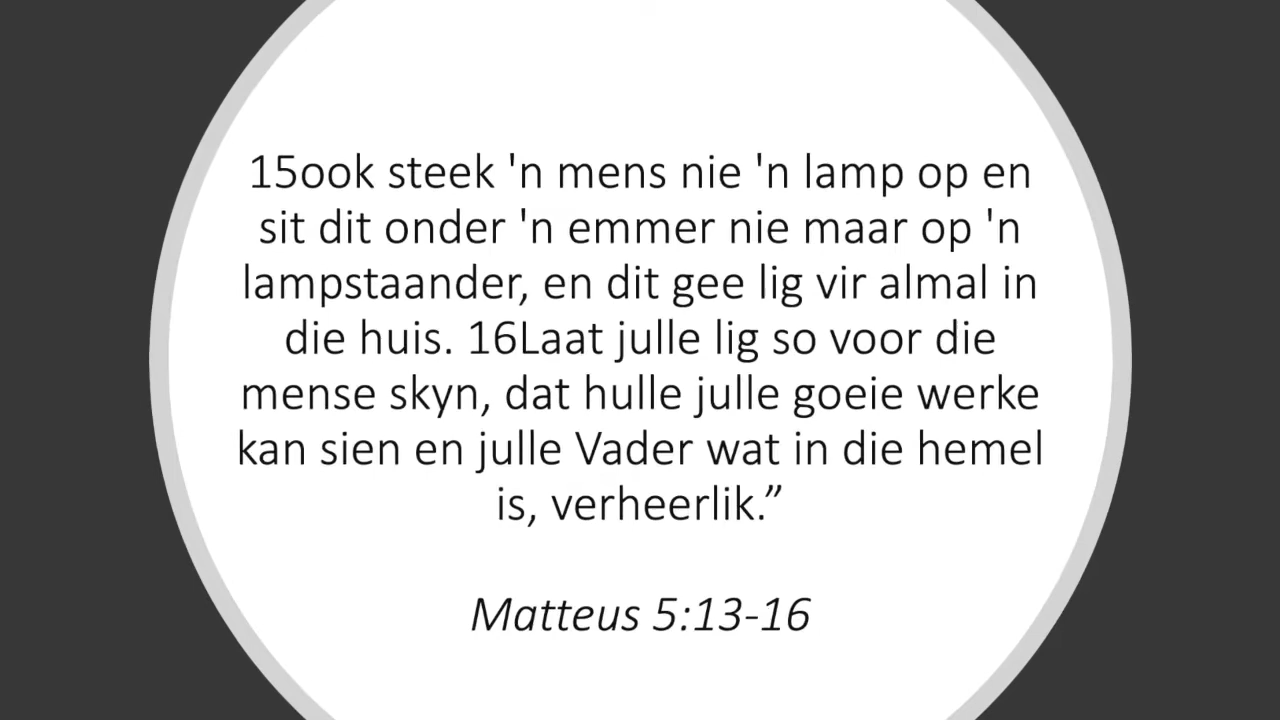 15ook steek 'n mens nie 'n lamp op en
sit dit onder 'n emmer nie maar op 'n
lampstaander, en dit gee lig vir almal in
die huis. 16Laat julle lig so voor die
mense skyn, dat hulle julle goeie werke
kan sien en julle Vader wat in die hemel
is, verheerlik.”
Matteus 5:13-16